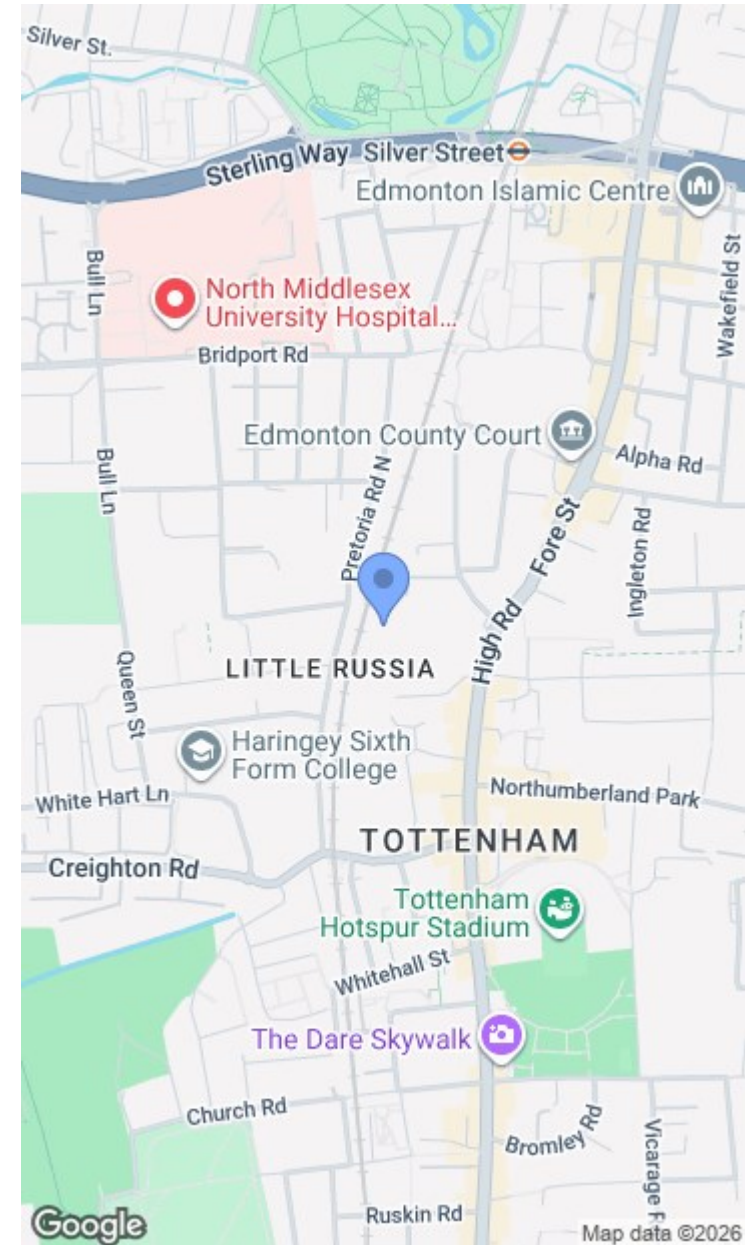 Silver St.
Sterling Way
Silver Street
Edmonton Islamic Centre
Wakefield St
Bull Ln
North Middlesex
University Hospital...
Bridport Rd
Edmonton County Court
Alpha Rd
Bull Ln
Pretoria Rd N
Fore St
Ingleton Rd
High Rd
LITTLE RUSSIA
Queen St
Haringey Sixth
Form College
White Hart Ln
Northumberland Park
TOTTENHAM
Creighton Rd
Tottenham
Hotspur Stadium
Whitehall St
The Dare Skywalk
Church Rd
Bromley Rd
Vicarage R
Ruskin Rd
Google
Map data ©2026